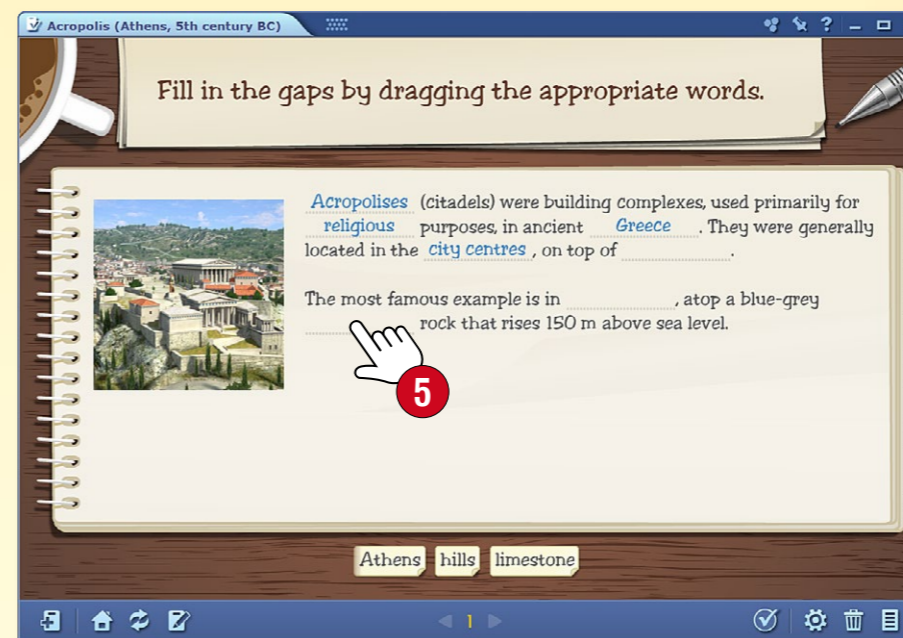 Acropolis (Athens, 5th century BC)
?
Fill in the gaps by dragging the appropriate words.
Acropolises (citadels) were building complexes, used primarily for
religious purposes, in ancient Greece . They were generally
located in the city centres , on top of .
The most famous example is in , atop a blue-grey
rock that rises 150 m above sea level.
5
Athens hills limestone
1